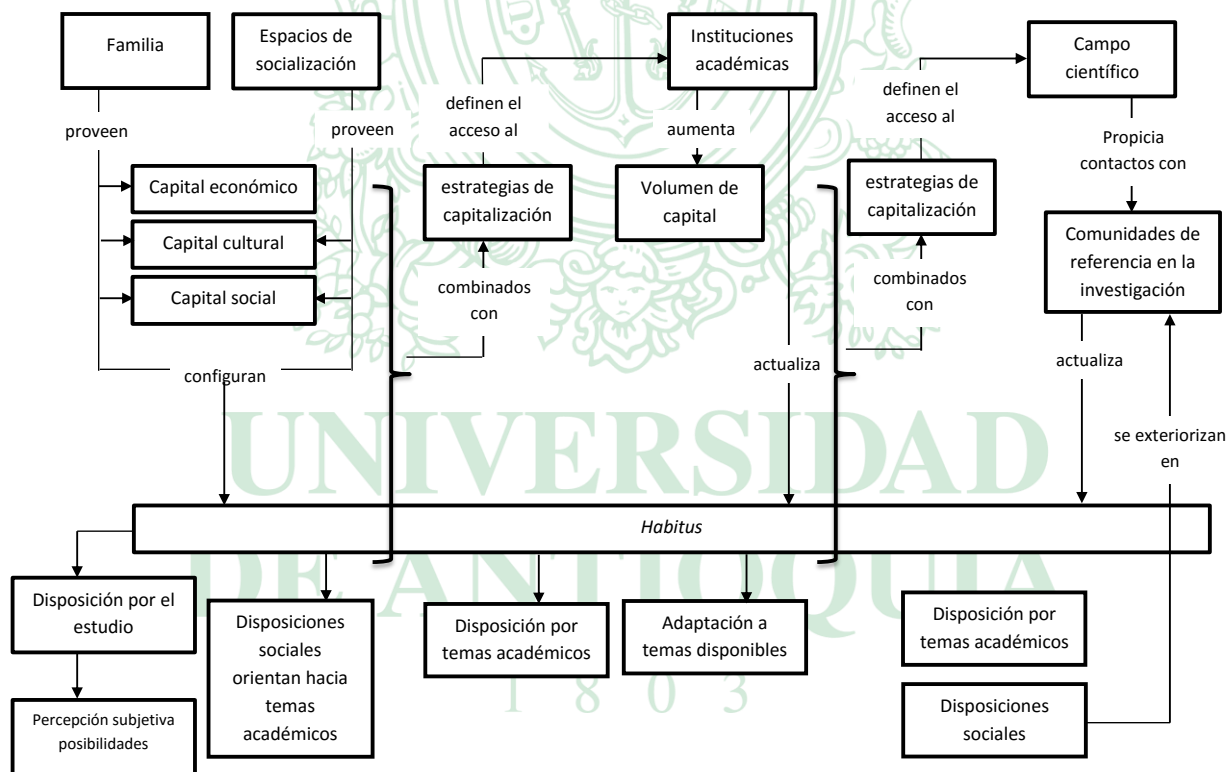 Familia
Espacios de
socialización
proveen
proveen
Capital económico
Capital cultural
Capital social
configuran
definen el
acceso al
estrategias de
capitalización
combinados
con
Instituciones
académicas
aumenta
Volumen de
capital
actualiza
definen el
acceso al
estrategias de
capitalización
combinados
con
Campo
científico
Propicia
contactos con
Comunidades de
referencia en la
investigación
actualiza
se exteriorizan
en
Habitus
Disposición por el
estudio
Percepción subjetiva
posibilidades
Disposiciones
sociales
orientan hacia
temas
académicos
Disposición por
temas académicos
Adaptación a
temas disponibles
Disposición por
temas académicos
Disposiciones
sociales
UNIVERSIDAD
DE ANTIOQUIA
1803